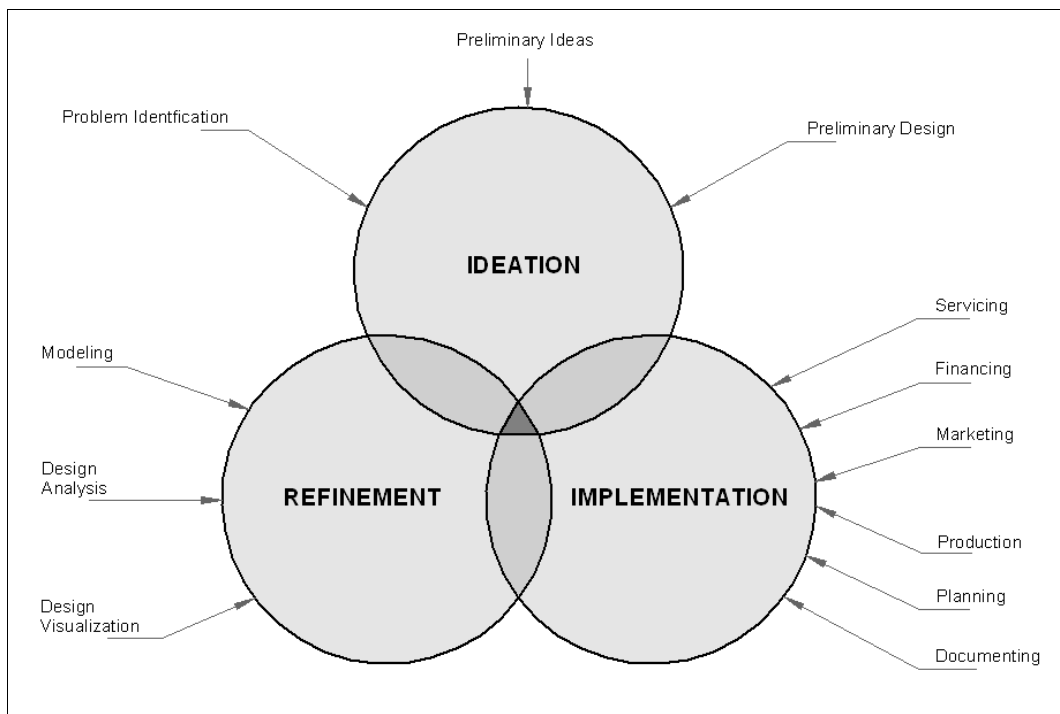 Preliminary Ideas
Problem Identfication
Preliminary Design
IDEATION
Servicing
Modeling
Financing
Marketing
Design
Analysis
REFINEMENT
IMPLEMENTATION
Production
Planning
Design
Visualization
Documenting